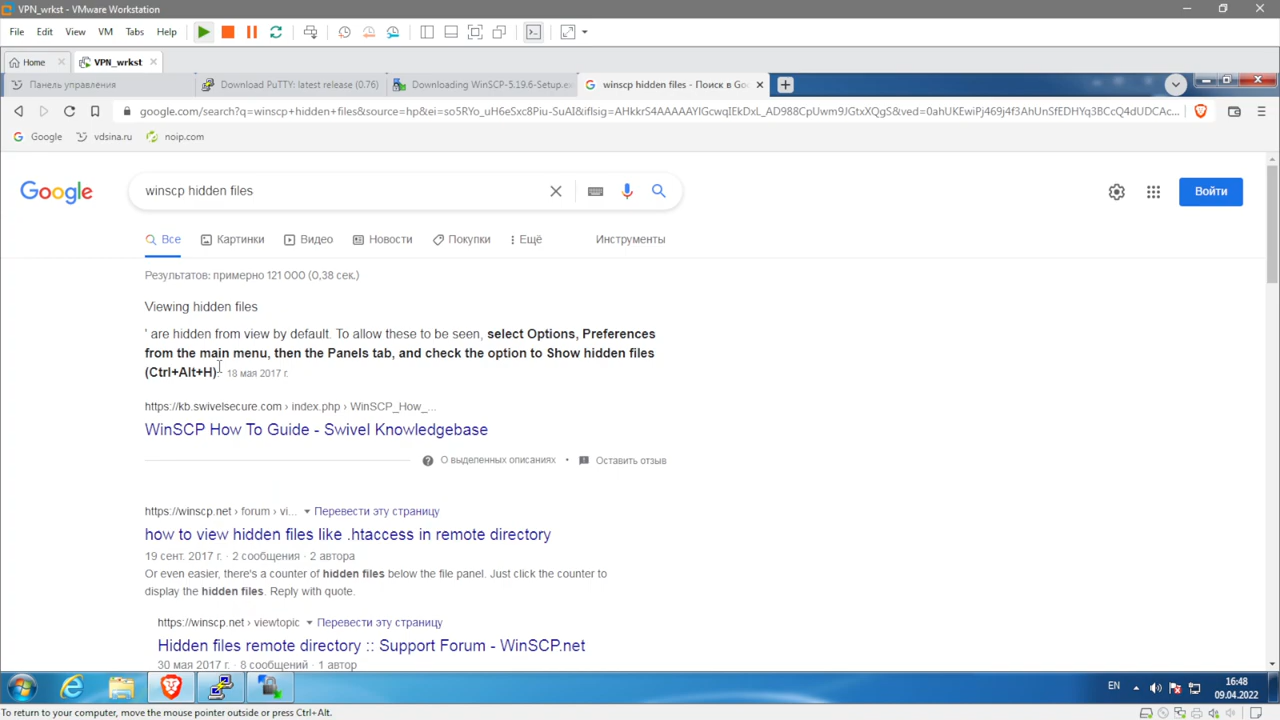 VPN_wrkst - VMware Workstation
File Edit View VM Tabs Help
Home VPN_wrkst
Панель управления Download PuTTY: latest release (0.76) Downloading WinSCP-5.19.6-Setup.ex winscp hidden files - Поиск в Goo
google.com/search?q=winscp+hidden+files&source=hp&ei=so5RYo_uH6eSxc8Piu-SuAI&iflsig=AHkkrS4AAAAAYlGcwqIEkDxL_AD988CpUwm9JGtxXQgS&ved=0ahUKEwiPj469j4f3AhUnSfEDHYq3BCcQ4dUDCAc...
Google vdsina.ru noip.com
Google winscp hidden files Войти
Все Картинки Видео Новости Покупки Ещё Инструменты
Результатов: примерно 121 000 (0,38 сек.)
Viewing hidden files
' are hidden from view by default. To allow these to be seen, select Options, Preferences
from the main menu, then the Panels tab, and check the option to Show hidden files
(Ctrl+Alt+H). 18 мая 2017 г.
https://kb.swivelsecure.com › index.php › WinSCP_How_...
WinSCP How To Guide - Swivel Knowledgebase
О выделенных описаниях • Оставить отзыв
https://winscp.net › forum › vi... Перевести эту страницу
how to view hidden files like .htaccess in remote directory
19 сент. 2017 г. · 2 сообщения · 2 автора
Or even easier, there's a counter of hidden files below the file panel. Just click the counter to
display the hidden files. Reply with quote.
https://winscp.net › viewtopic Перевести эту страницу
Hidden files remote directory :: Support Forum - WinSCP.net
30 мая 2017 г. · 8 сообщений · 1 автор
EN 16:48
09.04.2022
To return to your computer, move the mouse pointer outside or press Ctrl+Alt.